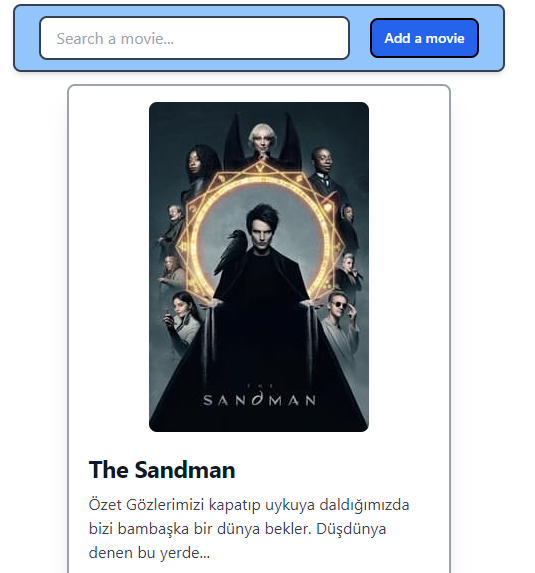 Search a movie...
Add a movie
THE
SANDMAN
The Sandman
Özet Gözlerimizi kapatıp uykuya daldığımızda
bizi bambaşka bir dünya bekler. Düşdünya
denen bu yerde...